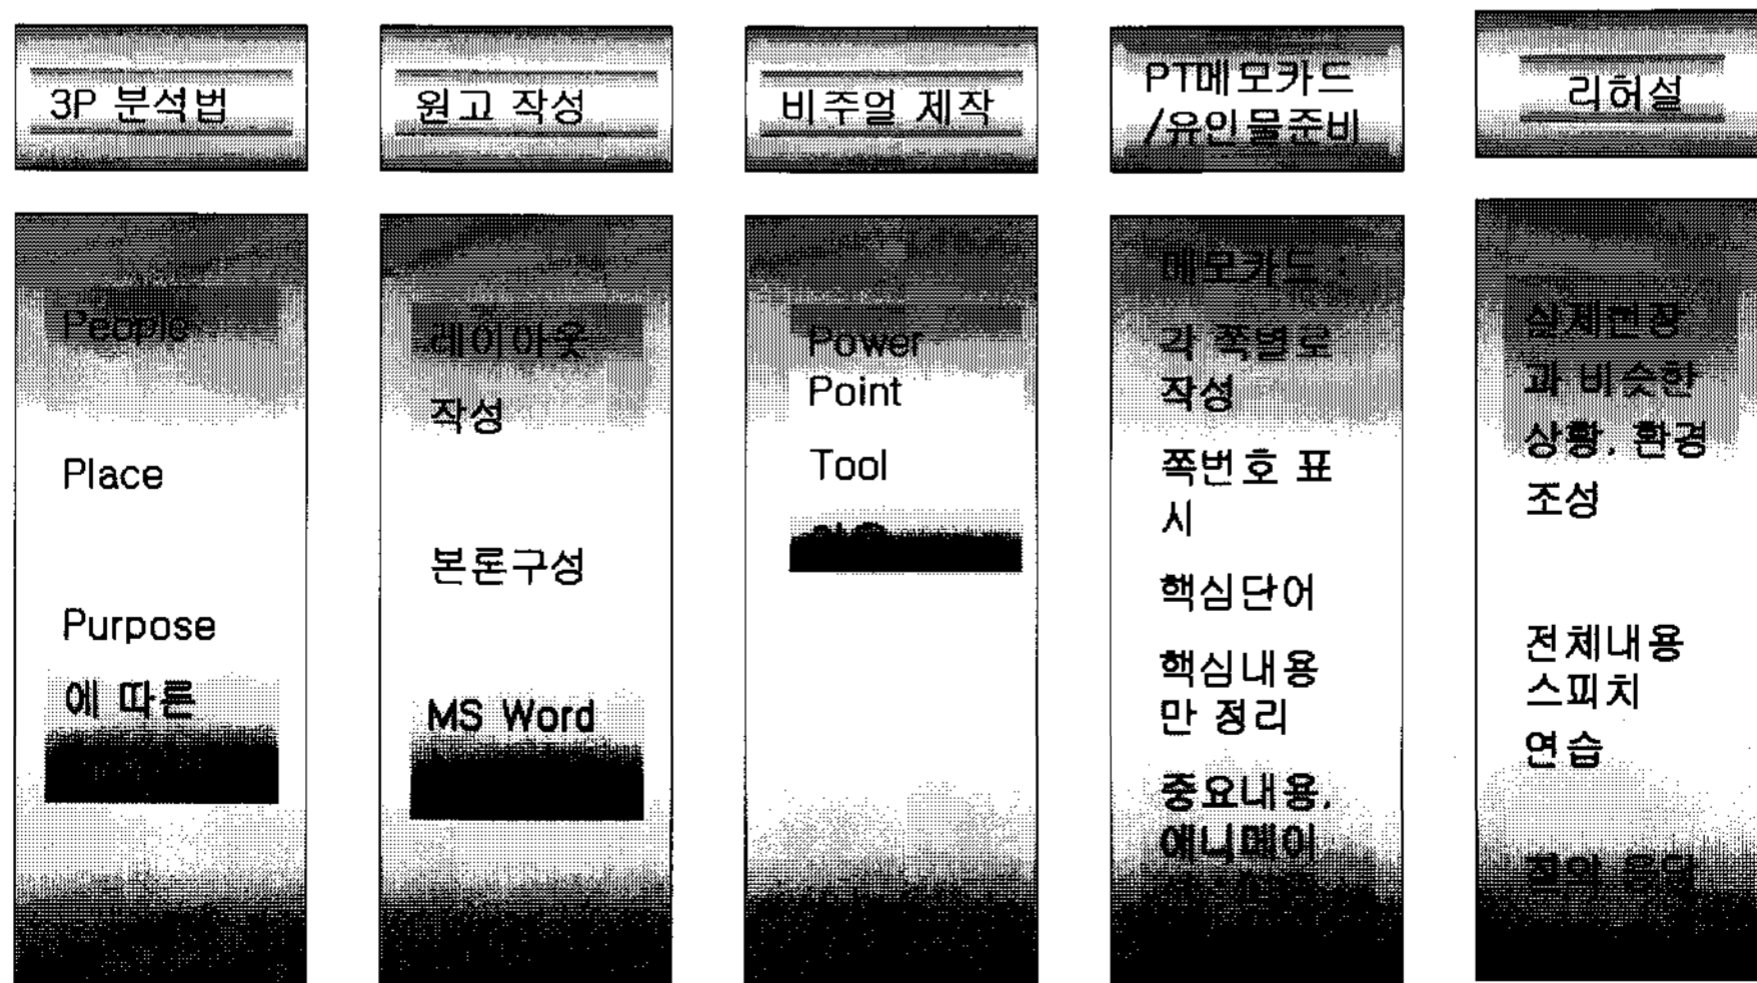 3P 분석법
People
Place
Purpose
에 따른
원고 작성
레이아웃
작성
본론구성
MS Word
비주얼 제작
Power
Point
Tool
PT메모카드
/유인물준비
메모카드 :
각 쪽별로
작성
쪽번호 표
시
핵심단어
핵심내용
만 정리
중요내용,
애니메이
리허설
실제현장
과 비슷한
상황, 환경
조성
전체내용
스피치
연습
질의 응답